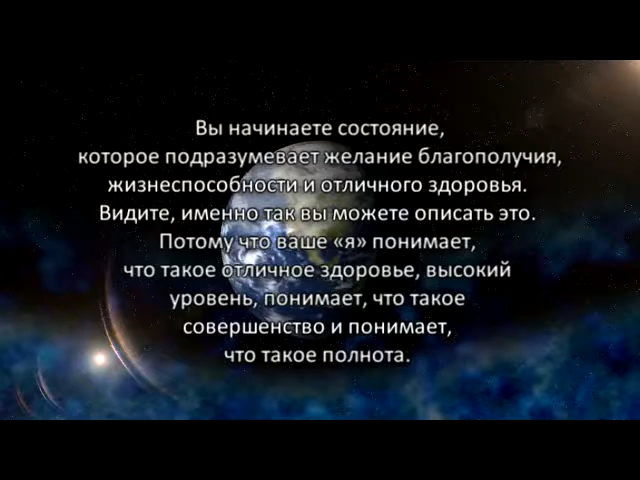 Вы начинаете состояние,
которое подразумевает желание благополучия,
жизнеспособности и отличного здоровья.
Видите, именно так вы можете описать это.
Потому что ваше «я» понимает,
что такое отличное здоровье, высокий
уровень, понимает, что такое
совершенство и понимает,
что такое полнота.